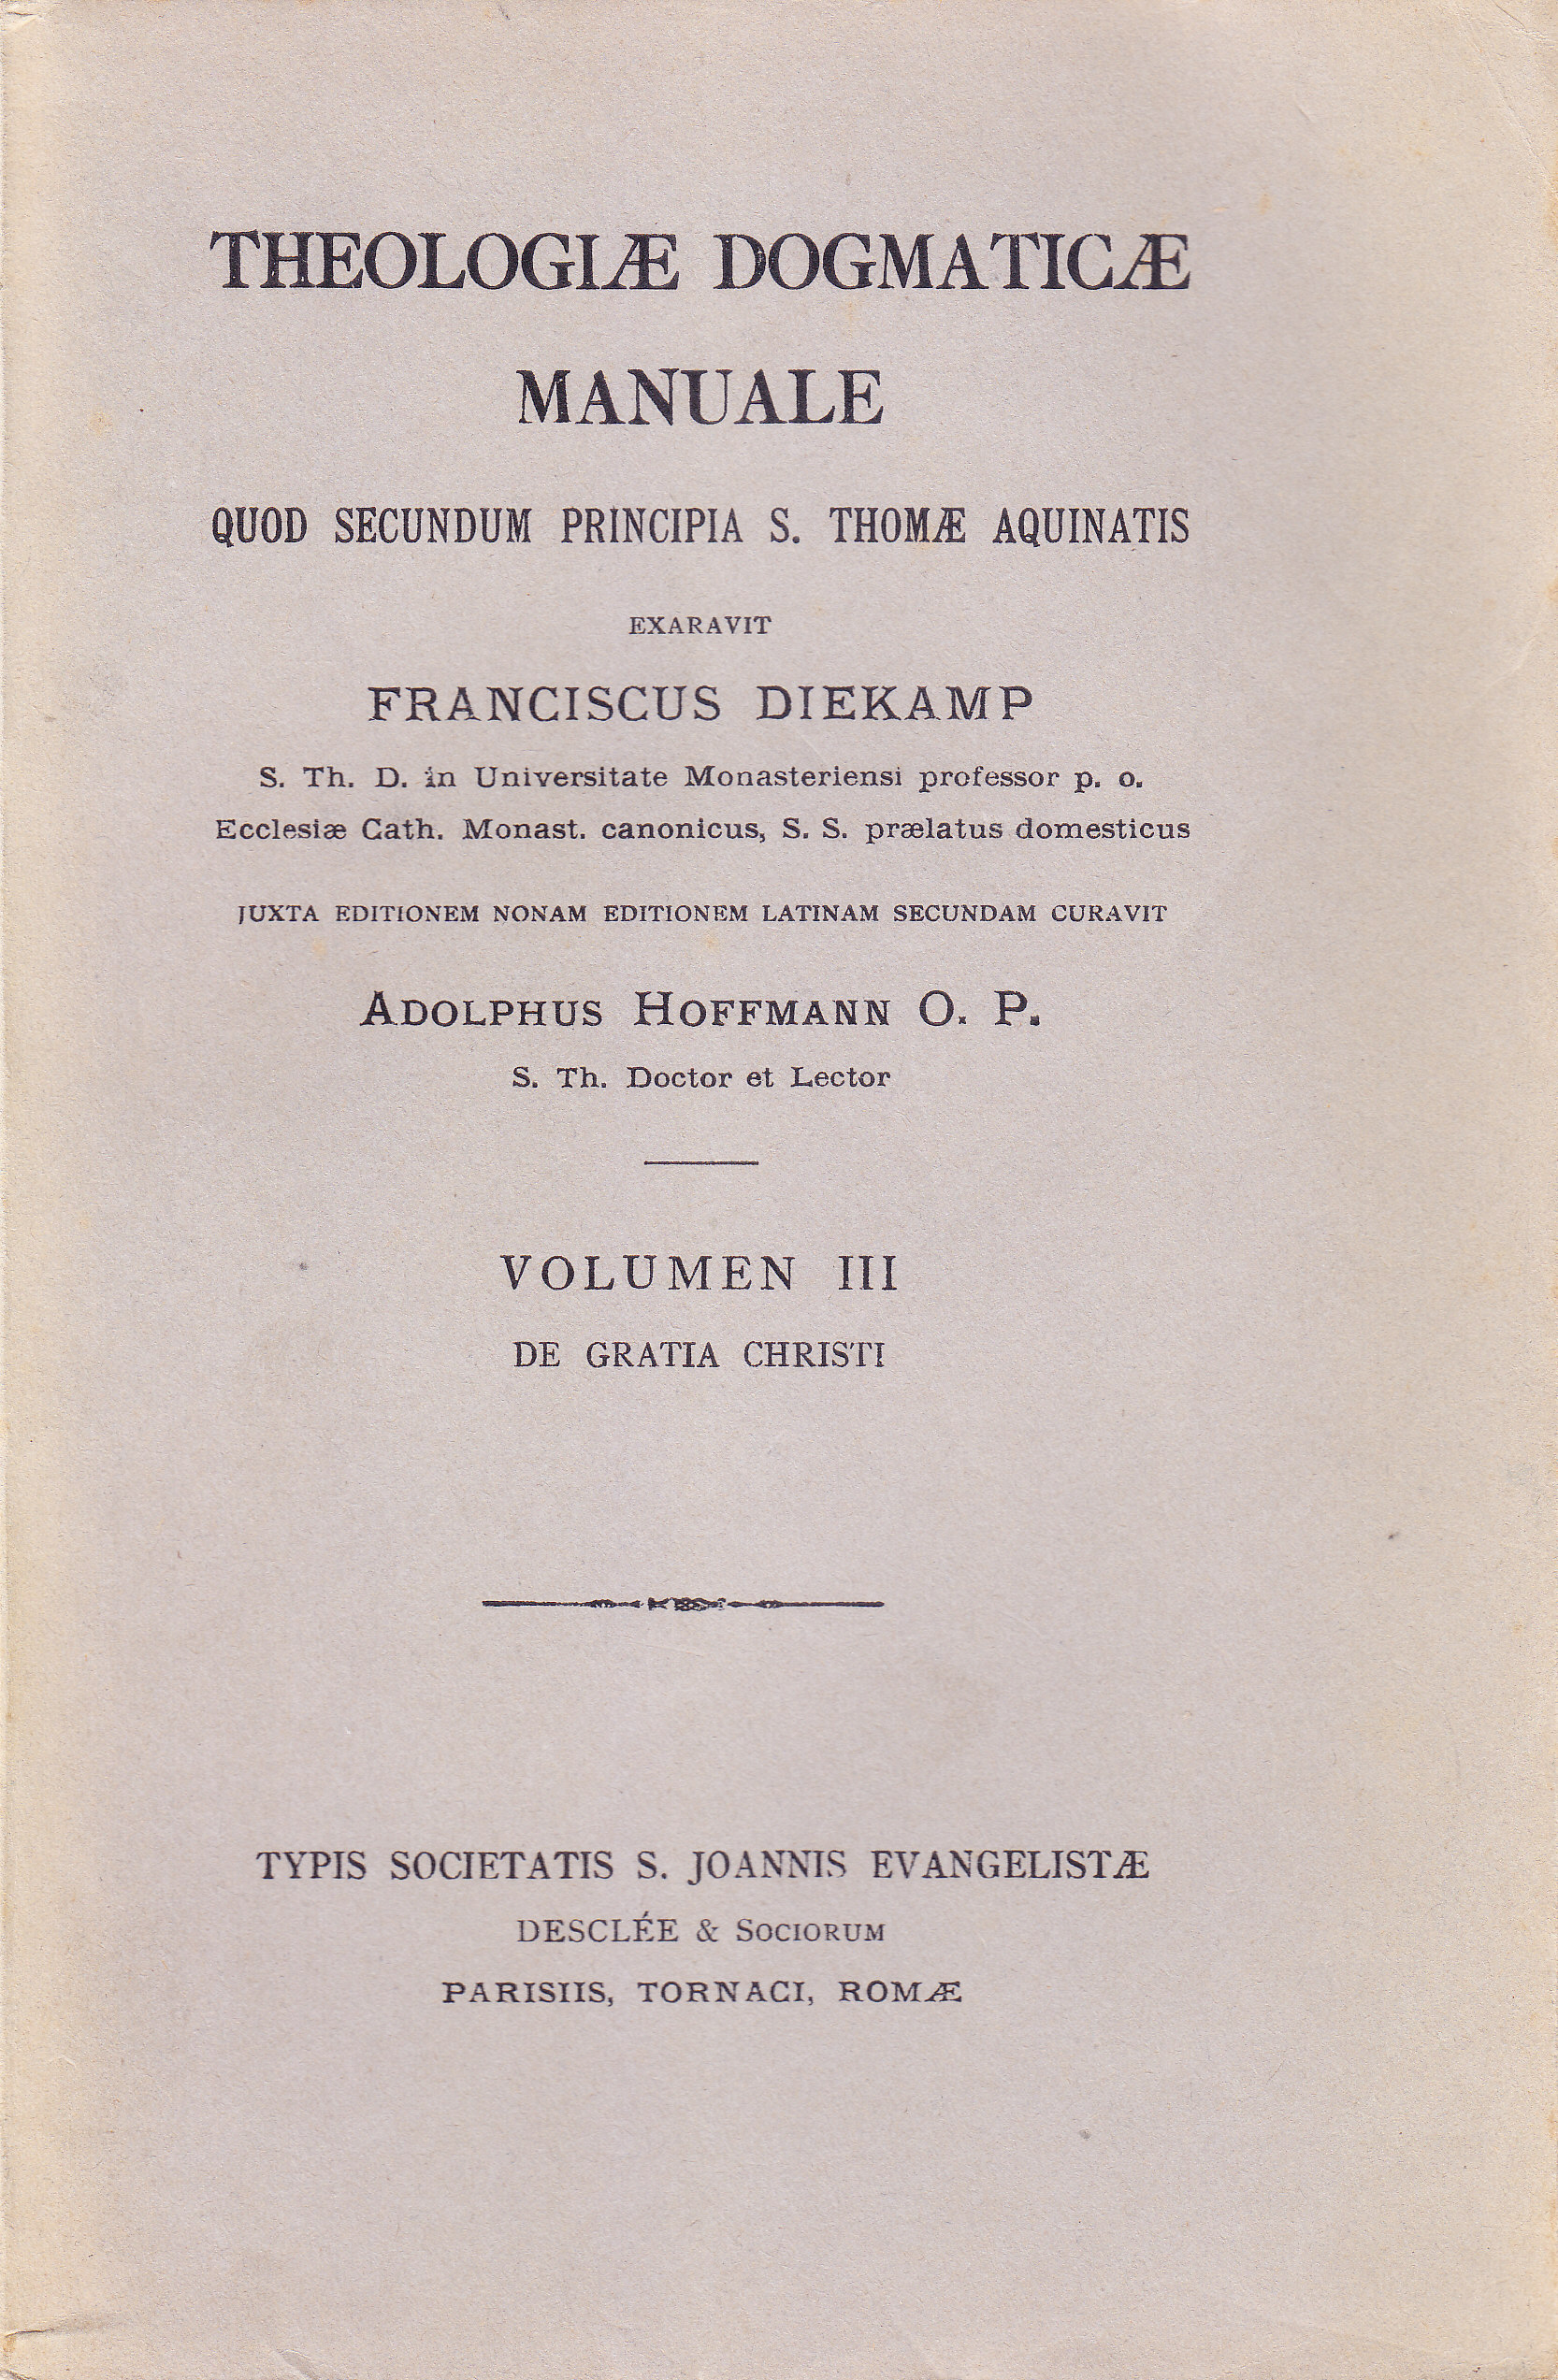 THEOLOGIÆ DOGMATICÆ
MANUALE
QUOD SECUNDUM PRINCIPIA S. THOMÆ AQUINATIS
EXARAVIT
FRANCISCUS DIEKAMP
S. Th. D. in Universitate Monasteriensi professor p. o.
Ecclesiæ Cath. Monast. canonicus, S. S. prælatus domesticus
JUXTA EDITIONEM NONAM EDITIONEM LATINAM SECUNDAM CURAVIT
ADOLPHUS HOFFMANN O. P.
S. Th. Doctor et Lector
VOLUMEN III
DE GRATIA CHRISTI
TYPIS SOCIETATIS S. JOANNIS EVANGELISTÆ
DESCLÉE & SOCIORUM
PARISIIS, TORNACI, ROMÆ